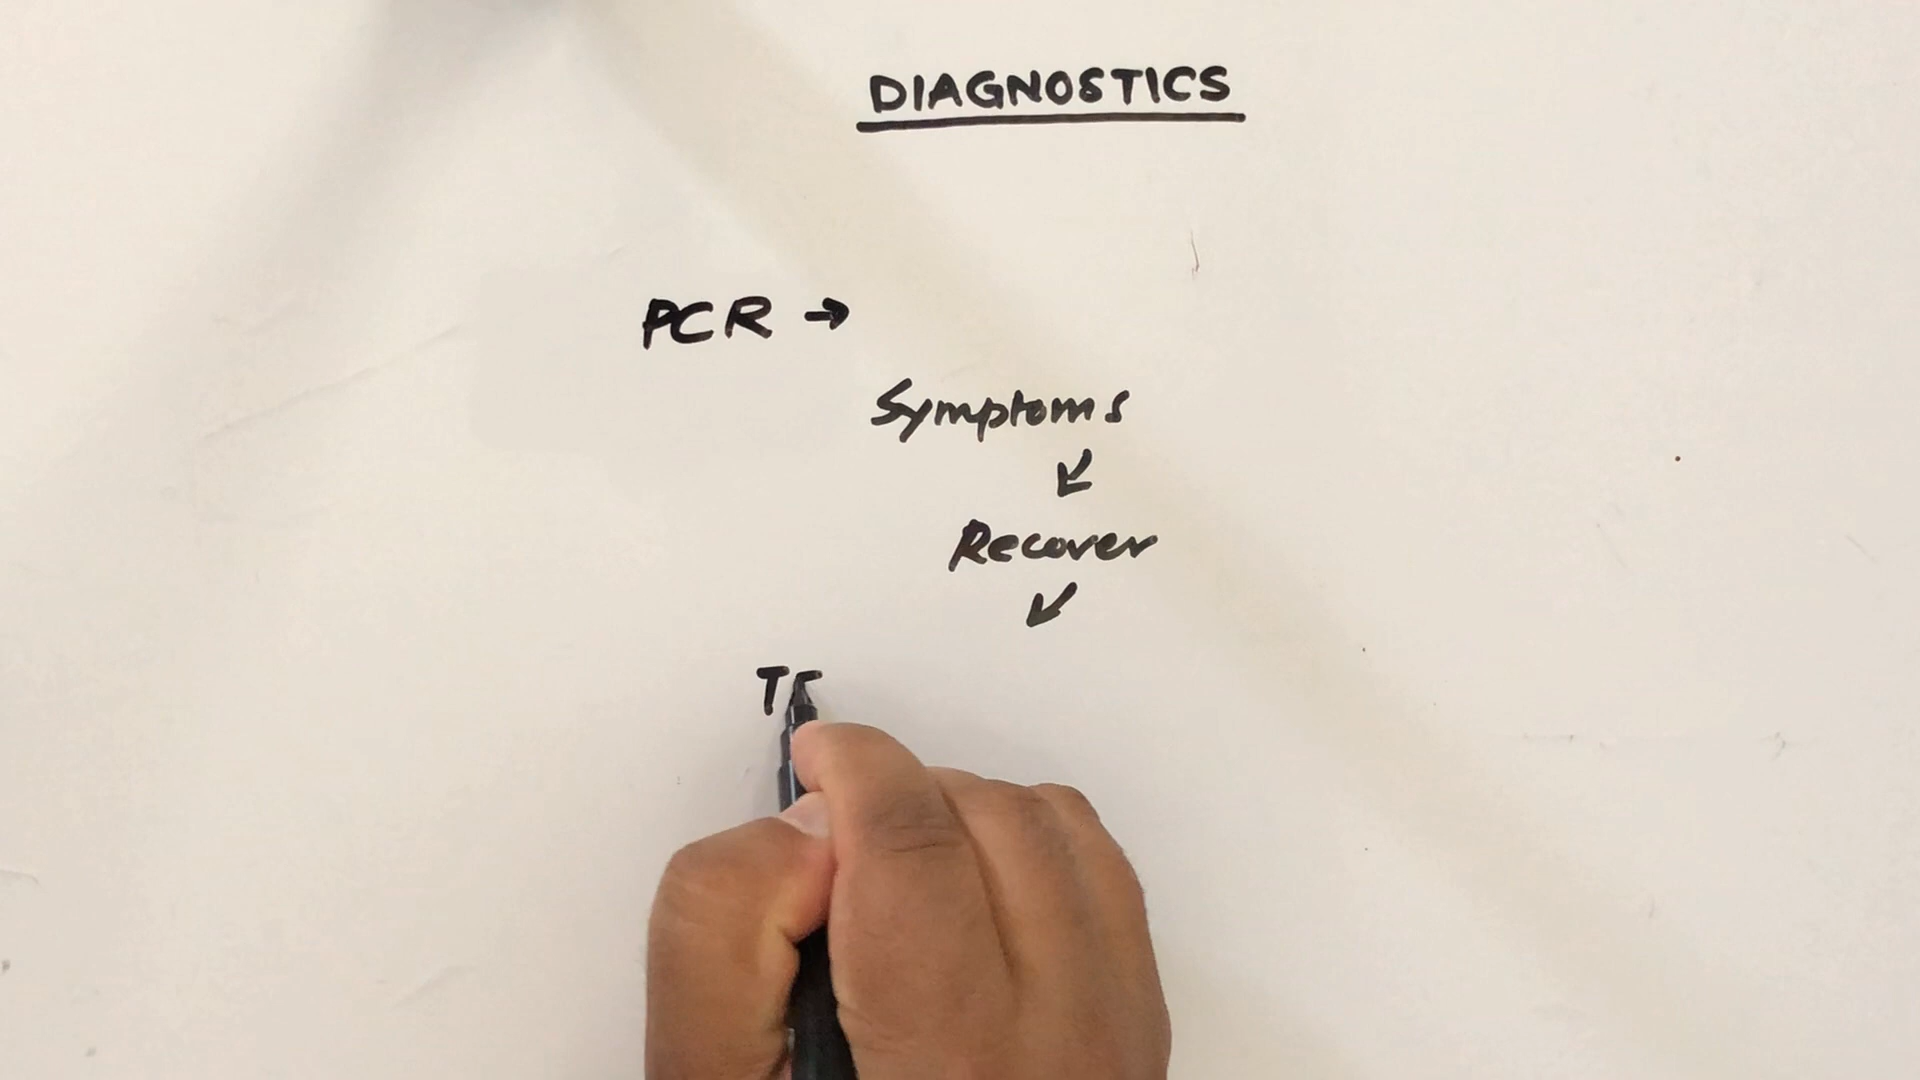 DIAGNOSTICS
PCR →
Symptoms
↙
Recover
↙